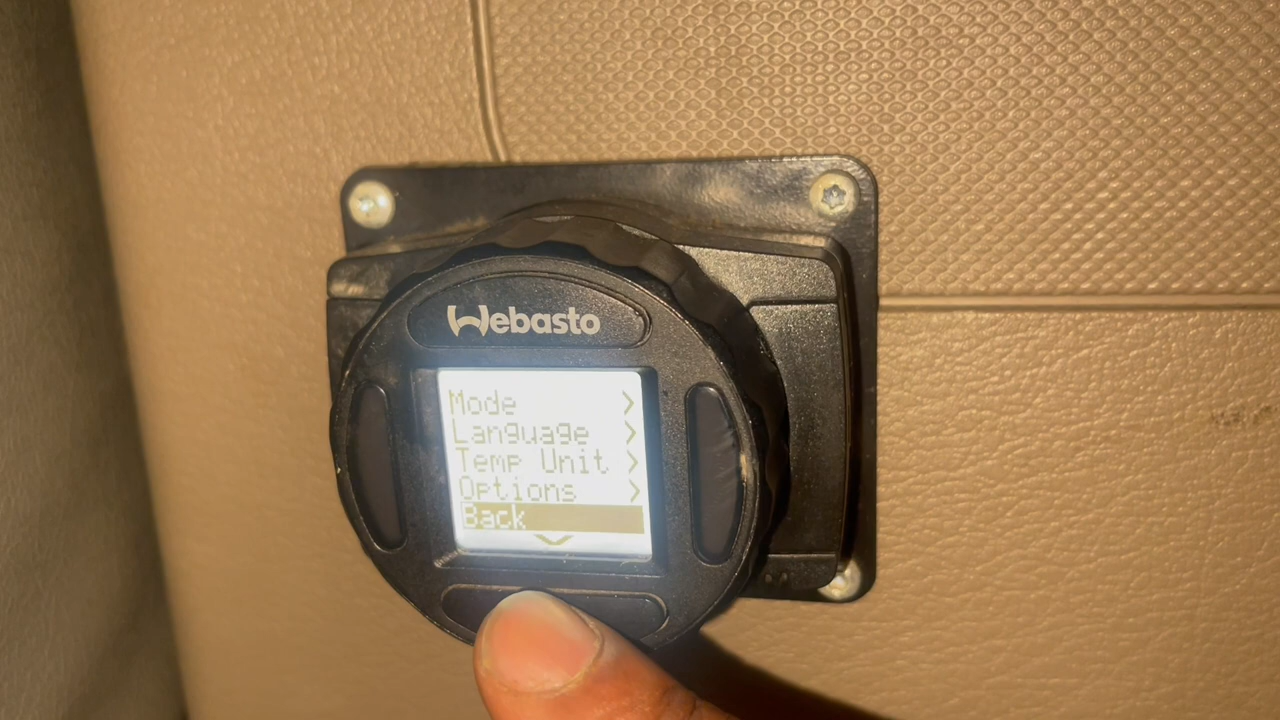 Webasto
Mode >
Language >
Temp Unit >
Options >
Back